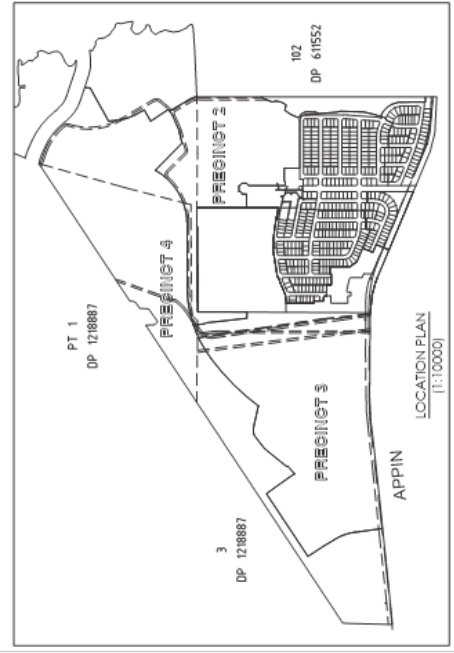 PT 1
DP 1218887
PRECINCT 4
3
DP 1218887
PRECINCT 2
102
DP 611552
PRECINCT 3
APPIN
LOCATION PLAN
(1:10000)